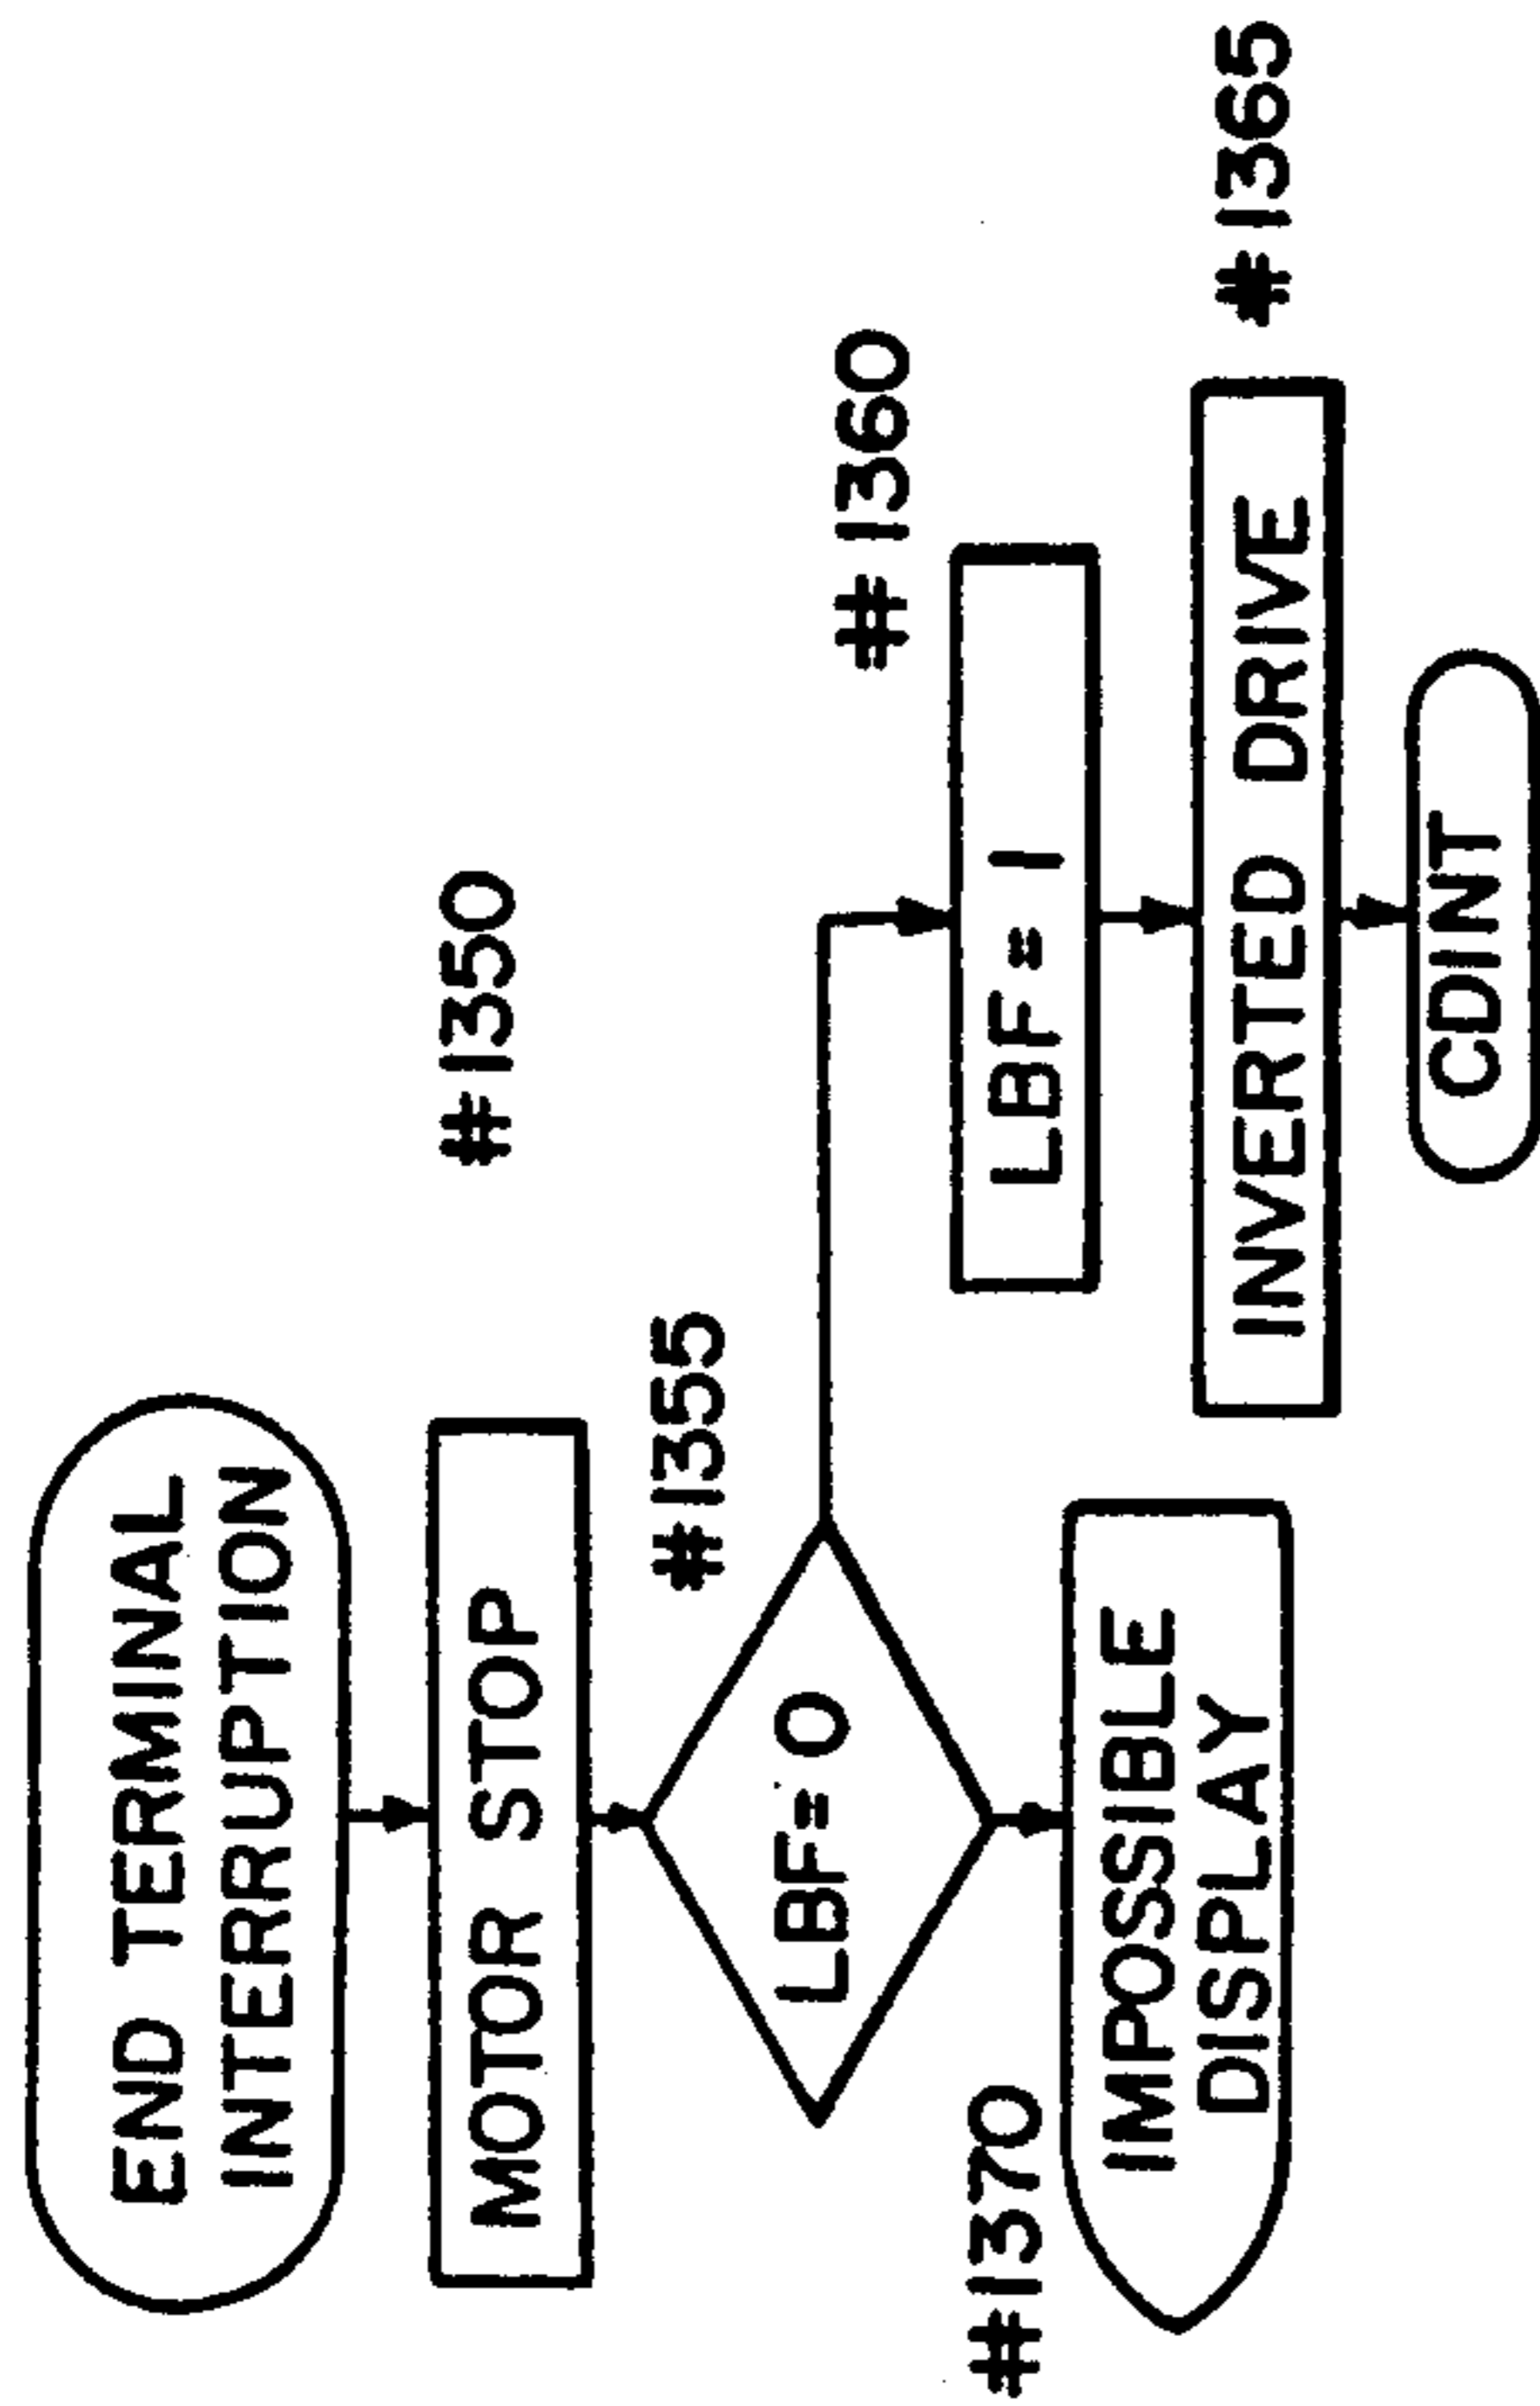 END TERMINAL
INTERRUPTION
#1350
MOTOR STOP
#1355
LBF=0
#1360
LBF=1
#1365
INVERTED DRIVE
CDINT
#1370
IMPOSSIBLE
DISPLAY